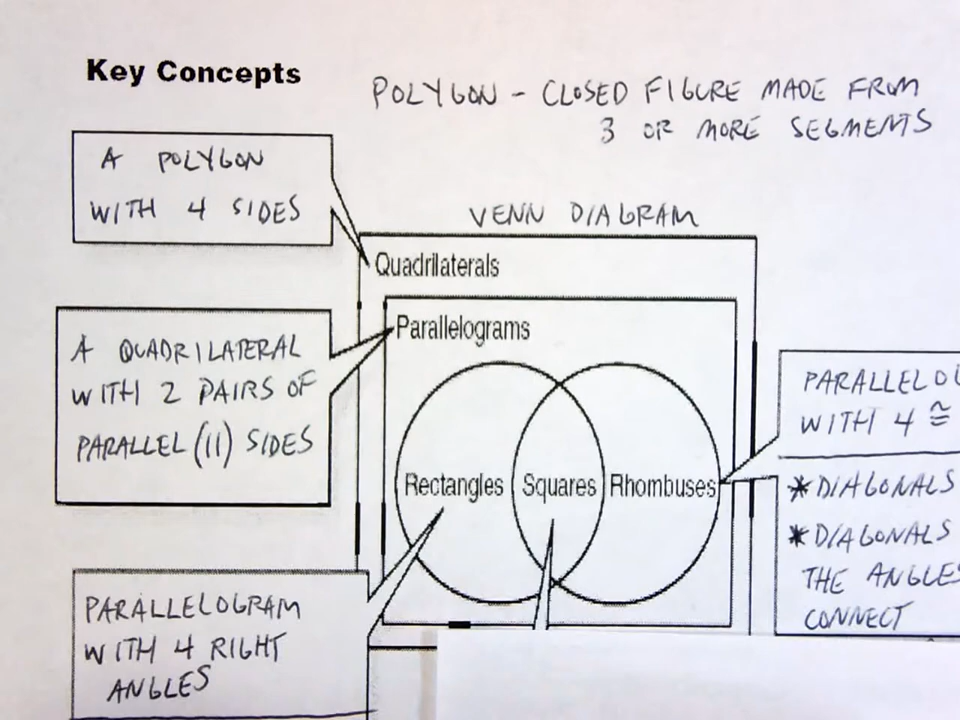 Key Concepts
POLYGON - CLOSED FIGURE MADE FROM
3 OR MORE SEGMENTS
A POLYGON
WITH 4 SIDES
VENN DIAGRAM
Quadrilaterals
Parallelograms
A QUADRILATERAL
WITH 2 PAIRS OF
PARALLEL (||) SIDES
WITH 4 ≅
Rectangles Squares Rhombuses
*DIAGONALS
*DIAGONALS
THE ANGLES
CONNECT
PARALLELOGRAM
WITH 4 RIGHT
ANGLES